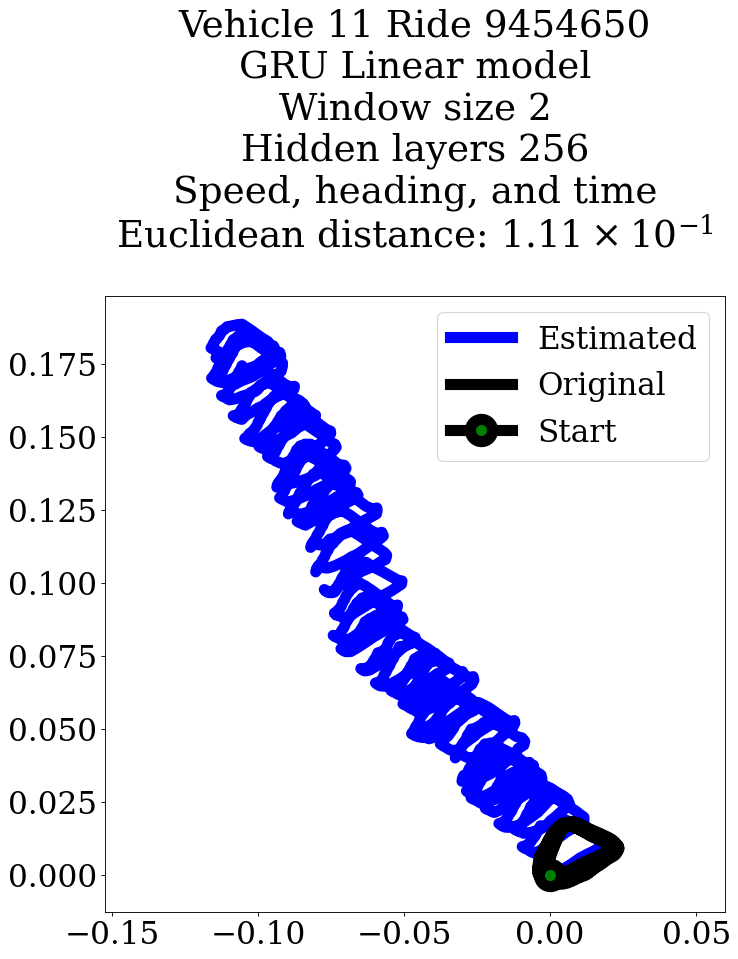 Vehicle 11 Ride 9454650
GRU Linear model
Window size 2
Hidden layers 256
Speed, heading, and time
Euclidean distance: 1.11 × 10⁻¹
Estimated
Original
Start
0.175
0.150
0.125
0.100
0.075
0.050
0.025
0.000
−0.15
−0.10
−0.05
0.00
0.05